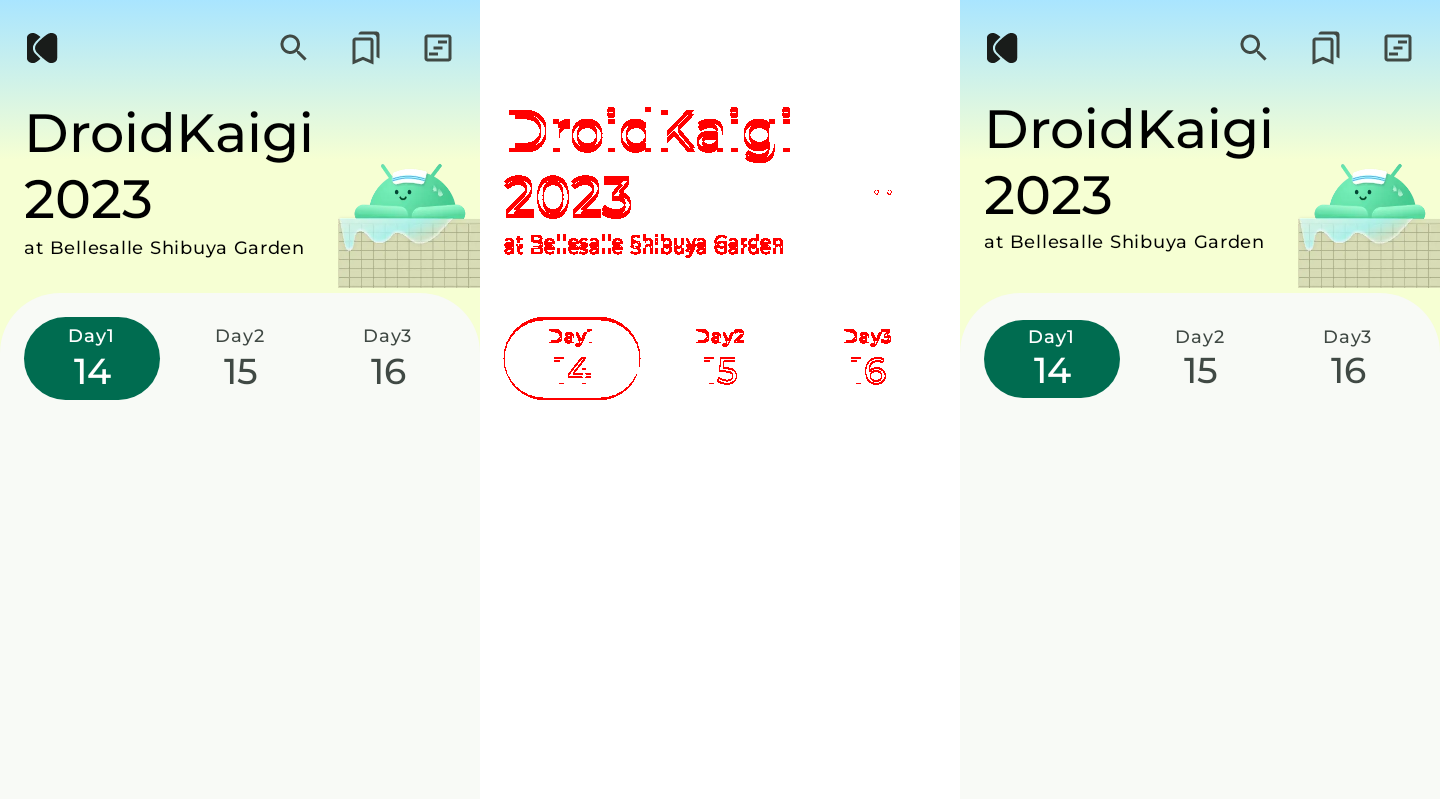 DroidKaigi
2023
at Bellesalle Shibuya Garden
Day1 Day2 Day3
14 15 16
DroidKaigi
2023
at Bellesalle Shibuya Garden
Day1 Day2 Day3
14 15 16
DroidKaigi
2023
at Bellesalle Shibuya Garden
Day1 Day2 Day3
14 15 16